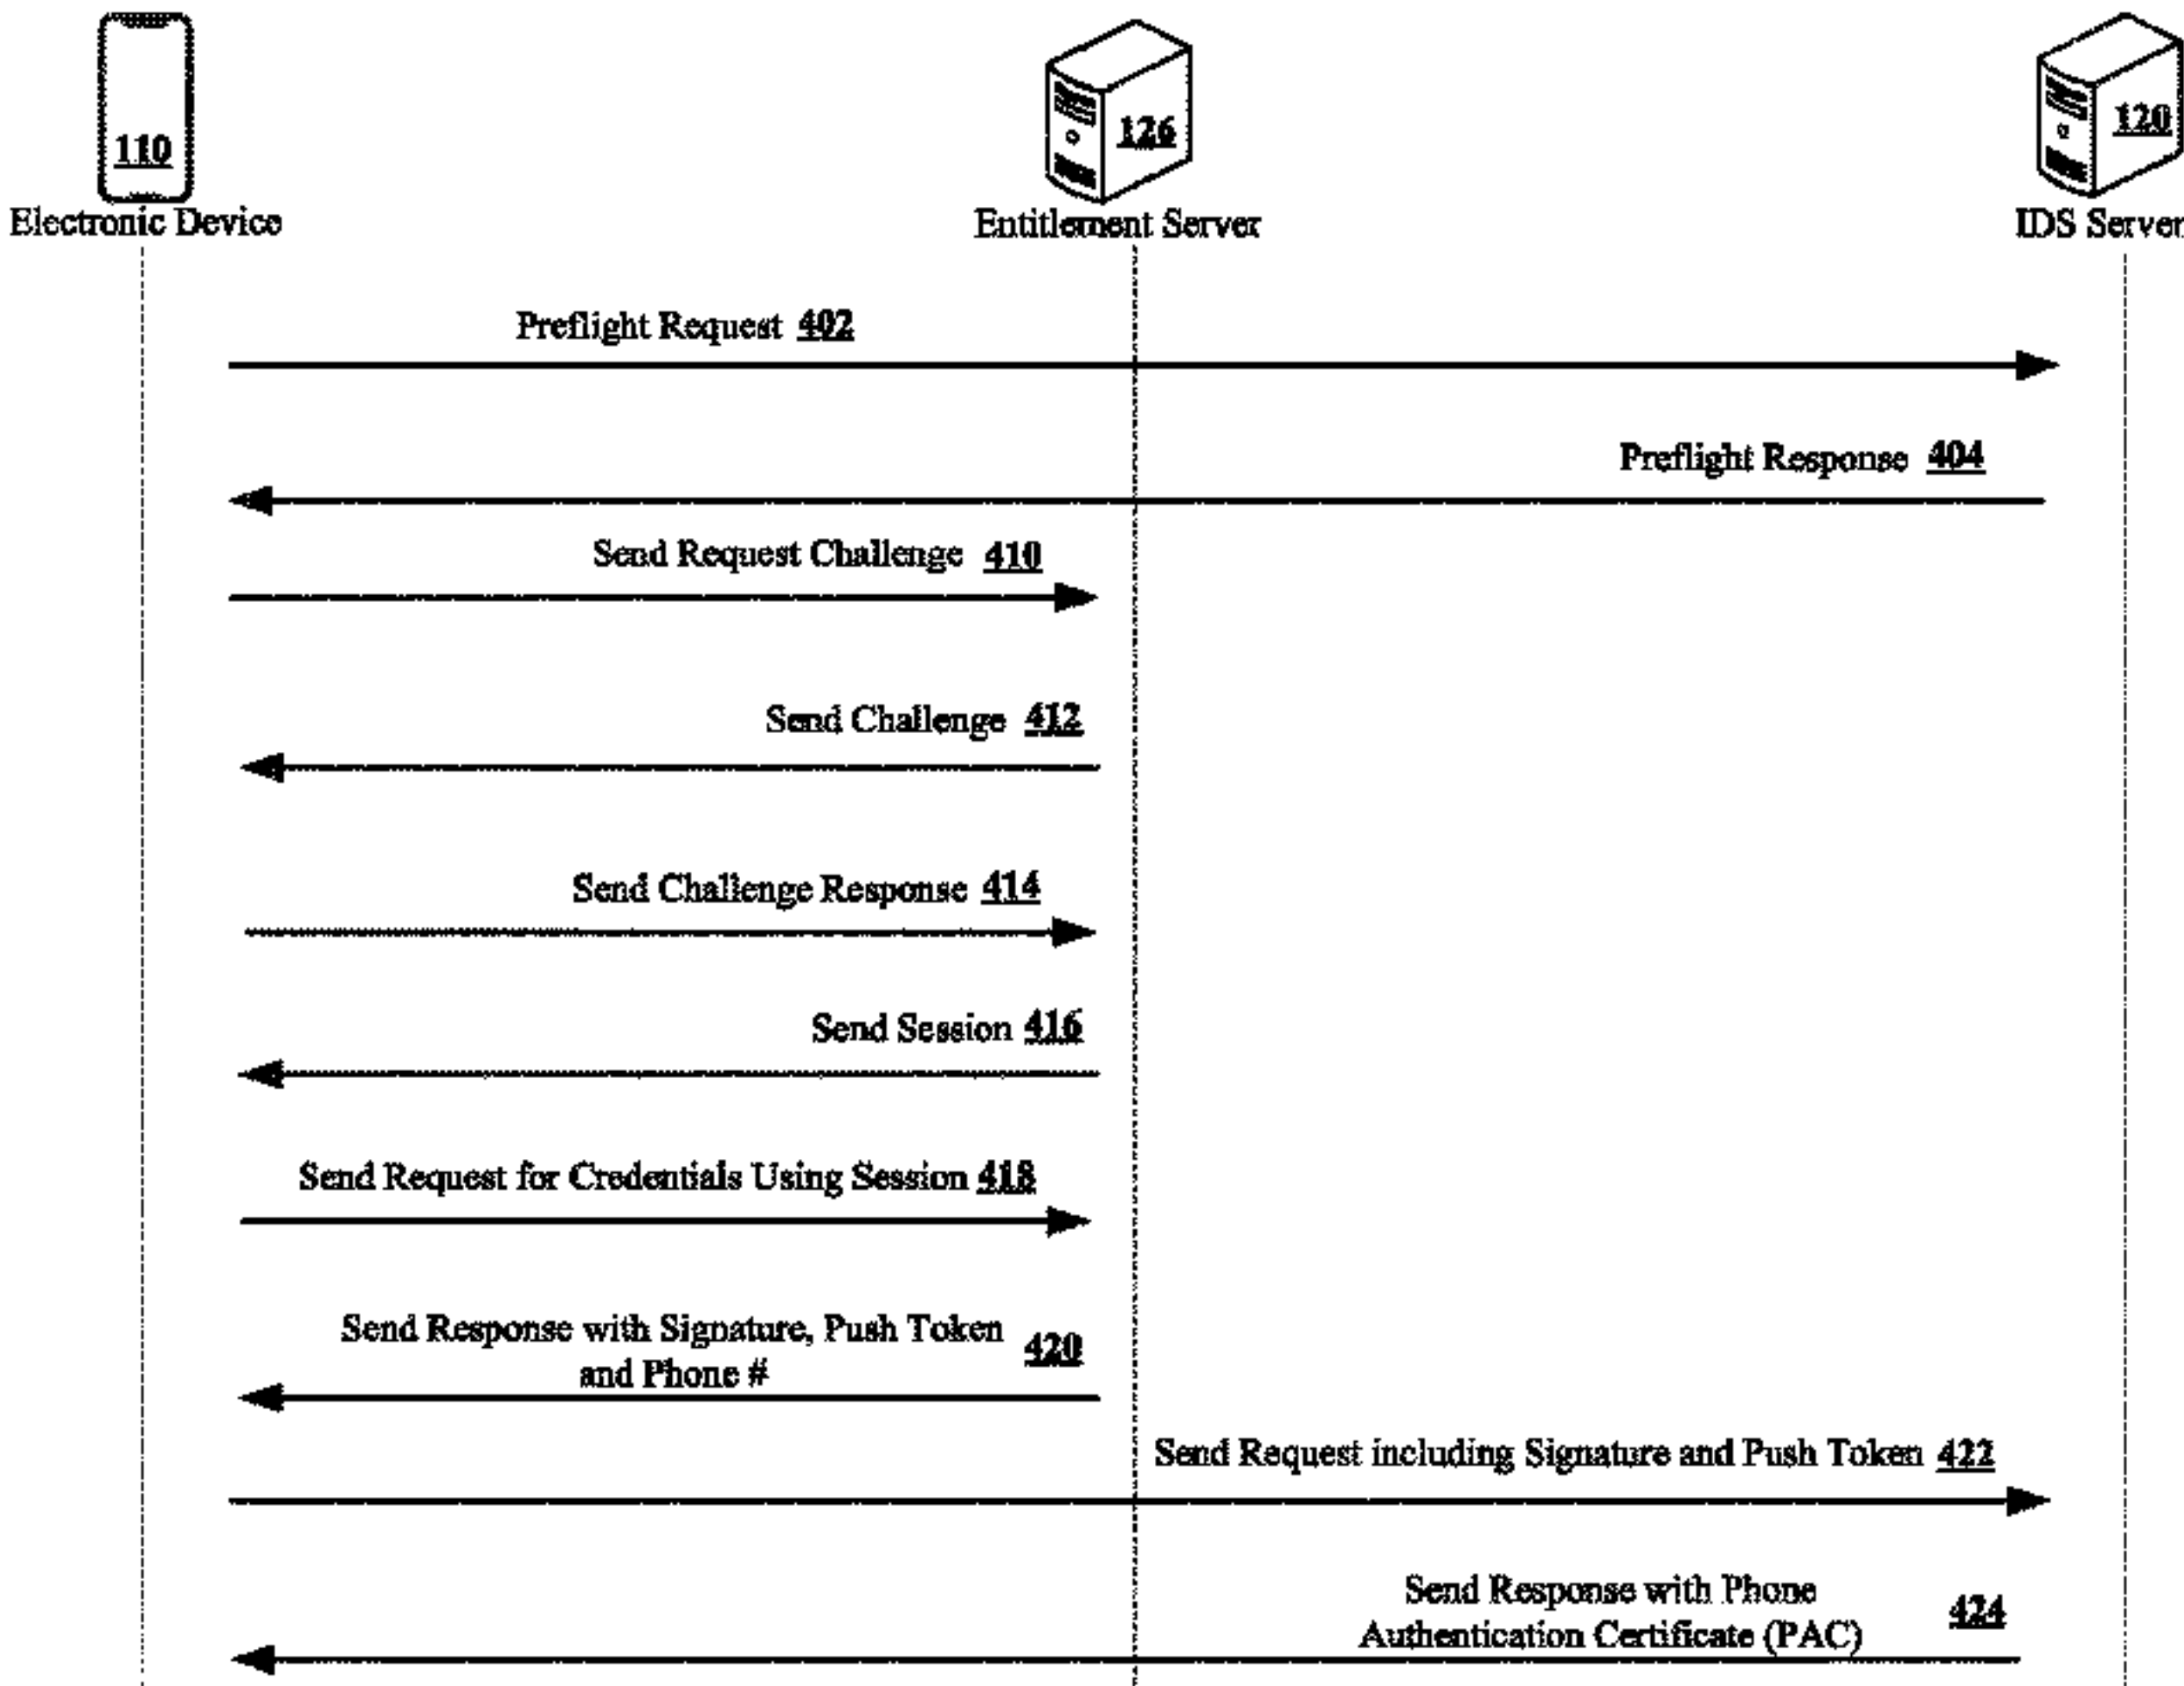 110
126
120
Electronic Device
Entitlement Server
IDS Server
Preflight Request 402
Preflight Response 404
Send Request Challenge 410
Send Challenge 412
Send Challenge Response 414
Send Session 416
Send Request for Credentials Using Session 418
Send Response with Signature, Push Token
and Phone #
420
Send Request including Signature and Push Token 422
Send Response with Phone
Authentication Certificate (PAC)
424